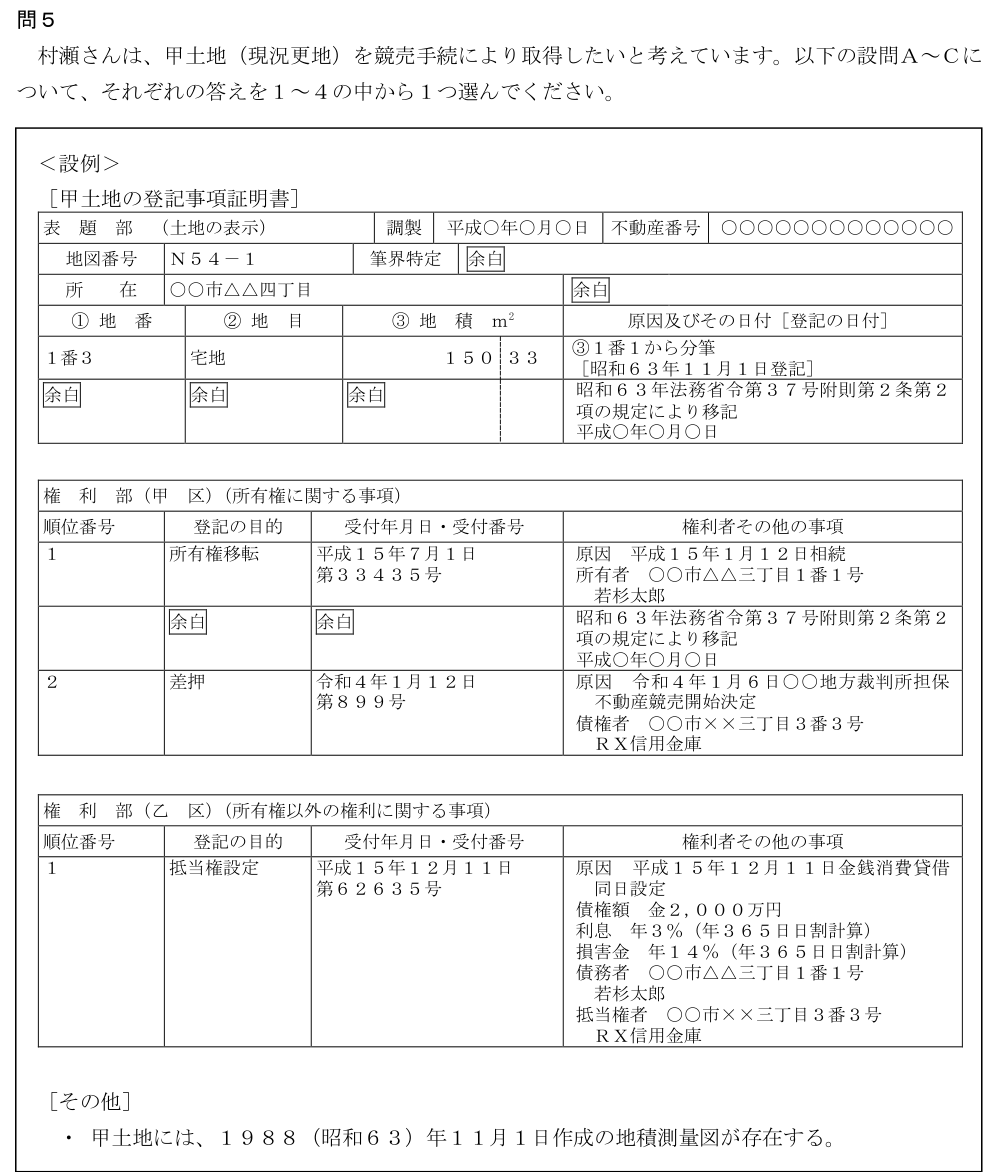 問5
村瀬さんは、甲土地（現況更地）を競売手続により取得したいと考えています。以下の設問A～Cに
ついて、それぞれの答えを1～4の中から1つ選んでください。
＜設例＞
［甲土地の登記事項証明書］
表 題 部 （土地の表示） 調製 平成○年○月○日 不動産番号 ○○○○○○○○○○○○○
地図番号 N54－1 筆界特定 余白
所 在 ○○市△△四丁目 余白
① 地 番 ② 地 目 ③ 地 積 m² 原因及びその日付［登記の日付］
1番3 宅地 150 33 ③1番1から分筆
［昭和63年11月1日登記］
余白 余白 余白 昭和63年法務省令第37号附則第2条第2
項の規定により移記
平成○年○月○日
権 利 部（甲 区）（所有権に関する事項）
順位番号 登記の目的 受付年月日・受付番号 権利者その他の事項
1 所有権移転 平成15年7月1日 原因 平成15年1月12日相続
第33435号 所有者 ○○市△△三丁目1番1号
若杉太郎
余白 余白 昭和63年法務省令第37号附則第2条第2
項の規定により移記
平成○年○月○日
2 差押 令和4年1月12日 原因 令和4年1月6日○○地方裁判所担保
第899号 不動産競売開始決定
債権者 ○○市××三丁目3番3号
RX信用金庫
権 利 部（乙 区）（所有権以外の権利に関する事項）
順位番号 登記の目的 受付年月日・受付番号 権利者その他の事項
1 抵当権設定 平成15年12月11日 原因 平成15年12月11日金銭消費貸借
第62635号 同日設定
債権額 金2,000万円
利息 年3％（年365日日割計算）
損害金 年14％（年365日日割計算）
債務者 ○○市△△三丁目1番1号
若杉太郎
抵当権者 ○○市××三丁目3番3号
RX信用金庫
［その他］
・ 甲土地には、1988（昭和63）年11月1日作成の地積測量図が存在する。